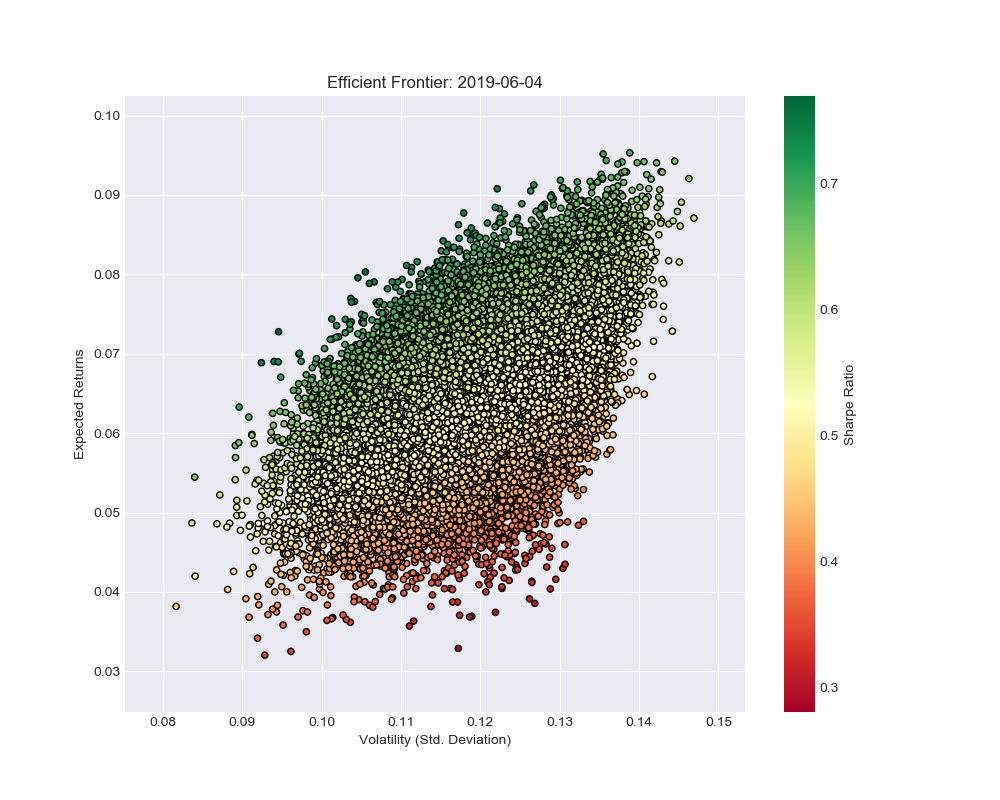 Efficient Frontier: 2019-06-04
0.10
0.09
0.08
0.07
0.06
0.05
0.04
0.03
Expected Returns
0.08 0.09 0.10 0.11 0.12 0.13 0.14 0.15
Volatility (Std. Deviation)
0.7
0.6
0.5
0.4
0.3
Sharpe Ratio